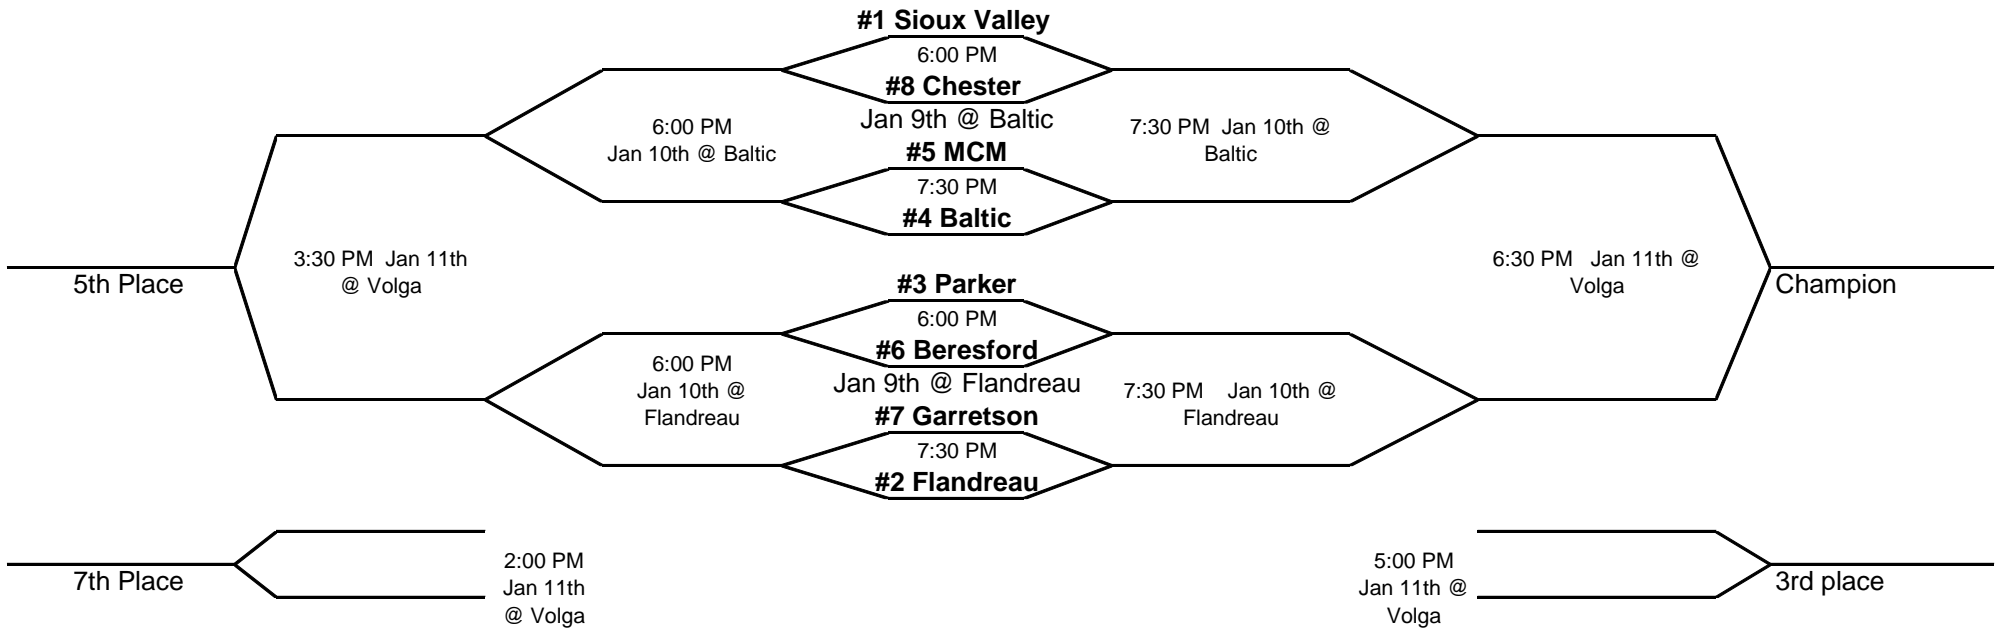 #1 Sioux Valley
6:00 PM
#8 Chester
Jan 9th @ Baltic
6:00 PM
Jan 10th @ Baltic
7:30 PM  Jan 10th @
Baltic
#5 MCM
7:30 PM
#4 Baltic
3:30 PM  Jan 11th
@ Volga
6:30 PM   Jan 11th @
Volga
5th Place
Champion
#3 Parker
6:00 PM
#6 Beresford
Jan 9th @ Flandreau
6:00 PM
Jan 10th @
Flandreau
7:30 PM    Jan 10th @
Flandreau
#7 Garretson
7:30 PM
#2 Flandreau
7th Place
2:00 PM
Jan 11th
@ Volga
5:00 PM
Jan 11th @
Volga
3rd place